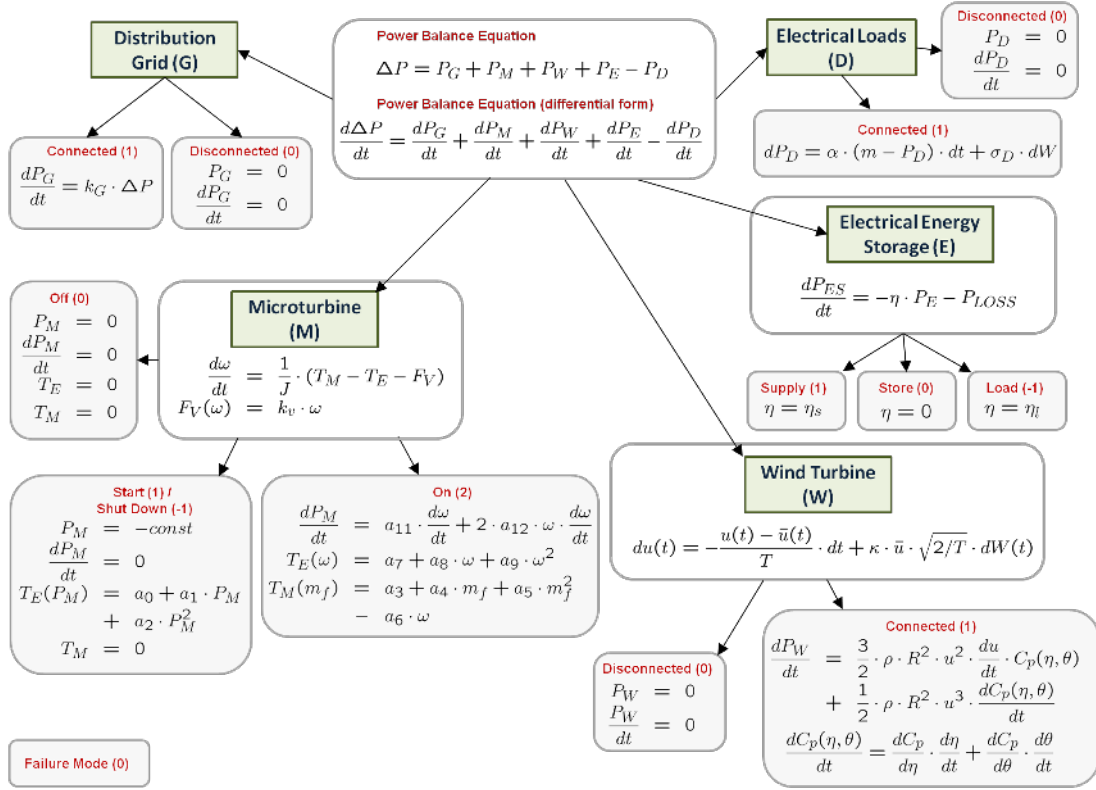 Distribution
Grid (G)
Power Balance Equation
ΔP = P_G + P_M + P_W + P_E − P_D
Power Balance Equation (differential form)
dΔP/dt = dP_G/dt + dP_M/dt + dP_W/dt + dP_E/dt − dP_D/dt
Electrical Loads
(D)
Disconnected (0)
P_D = 0
dP_D/dt = 0
Connected (1)
dP_G/dt = k_G · ΔP
Disconnected (0)
P_G = 0
dP_G/dt = 0
Connected (1)
dP_D = α · (m − P_D) · dt + σ_D · dW
Electrical Energy
Storage (E)
dP_ES/dt = −η · P_E − P_LOSS
Supply (1)
η = η_s
Store (0)
η = 0
Load (-1)
η = η_l
Off (0)
P_M = 0
dP_M/dt = 0
T_E = 0
T_M = 0
Microturbine
(M)
dω/dt = 1/J · (T_M − T_E − F_V)
F_V(ω) = k_v · ω
Start (1) /
Shut Down (-1)
P_M = −const
dP_M/dt = 0
T_E(P_M) = a_0 + a_1 · P_M
+ a_2 · P_M^2
T_M = 0
On (2)
dP_M/dt = a_11 · dω/dt + 2 · a_12 · ω · dω/dt
T_E(ω) = a_7 + a_8 · ω + a_9 · ω^2
T_M(m_f) = a_3 + a_4 · m_f + a_5 · m_f^2
− a_6 · ω
Wind Turbine
(W)
du(t) = −(u(t) − ū(t))/T · dt + κ · ū · √(2/T) · dW(t)
Disconnected (0)
P_W = 0
P_W/dt = 0
Connected (1)
dP_W/dt = 3/2 · ρ · R^2 · u^2 · du/dt · C_p(η, θ)
+ 1/2 · ρ · R^2 · u^3 · dC_p(η, θ)/dt
dC_p(η, θ)/dt = dC_p/dη · dη/dt + dC_p/dθ · dθ/dt
Failure Mode (0)